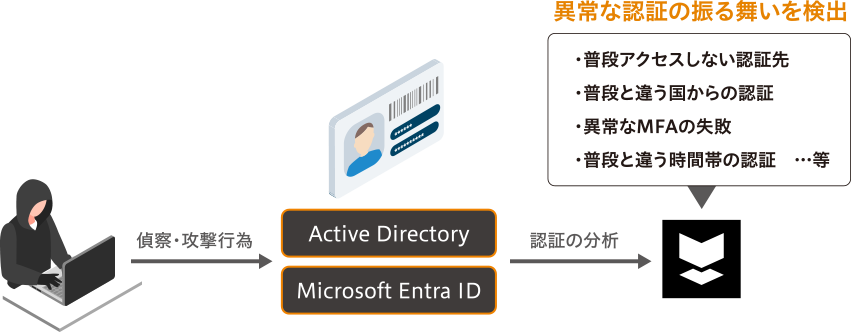 異常な認証の振る舞いを検出
・普段アクセスしない認証先
・普段と違う国からの認証
・異常なMFAの失敗
・普段と違う時間帯の認証　…等
偵察・攻撃行為
Active Directory
認証の分析
Microsoft Entra ID